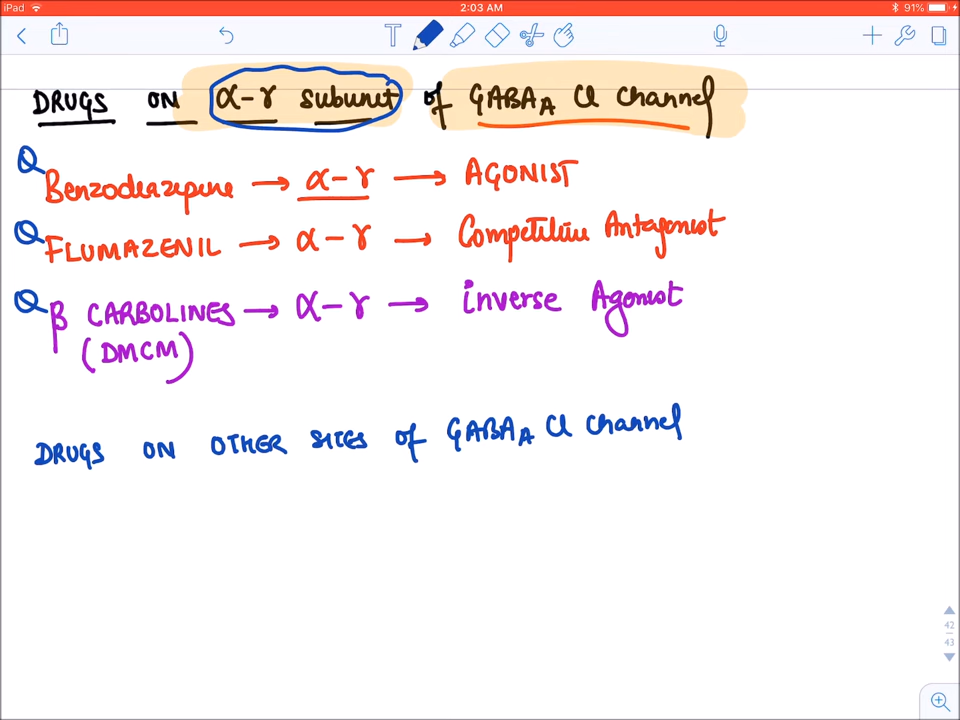 iPad 2:03 AM 91%
DRUGS ON α-γ subunit of GABAA Cl Channel
Q Benzodeazepine → α-γ → AGONIST
Q FLUMAZENIL → α-γ → Competitive Antagonist
Q β CARBOLINES → α-γ → inverse Agonist
(DMCM)
DRUGS ON OTHER SITES of GABAA Cl Channel
42
43